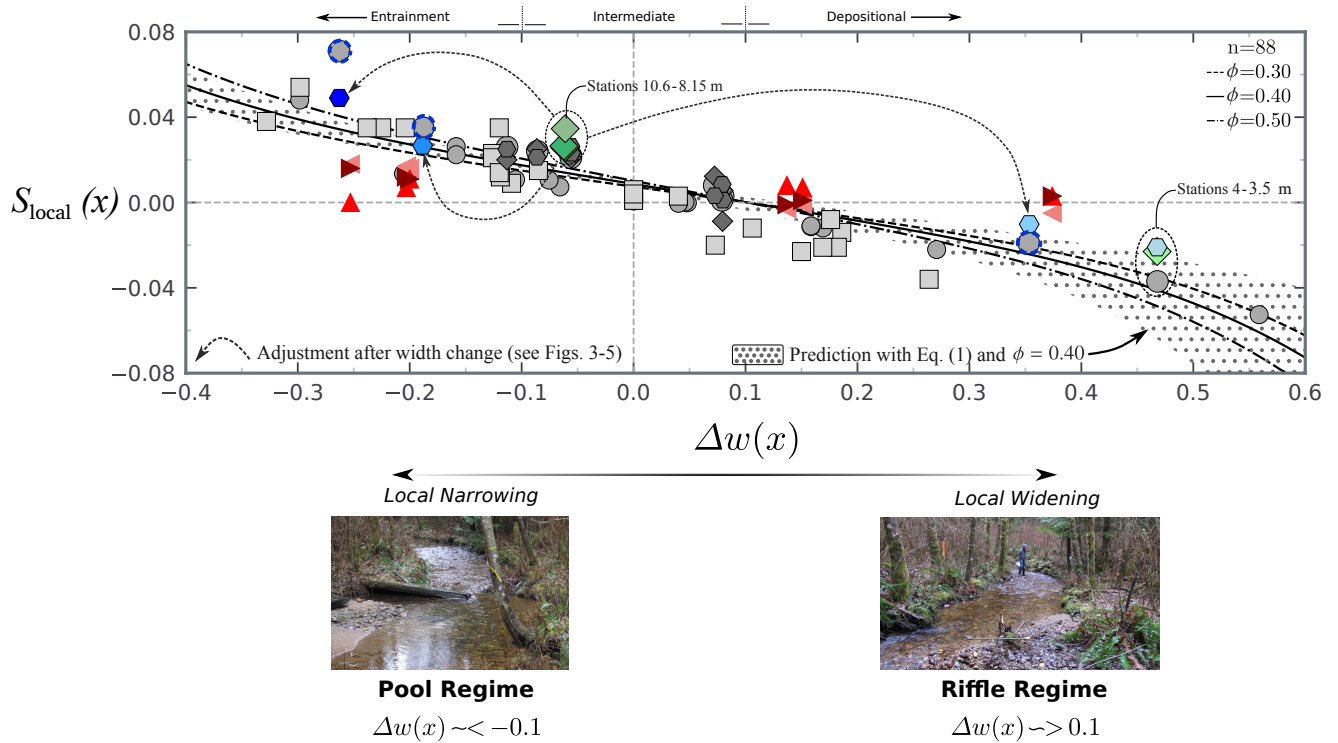 Entrainment Intermediate Depositional
0.08
n=88
ϕ=0.30
Stations 10.6-8.15 m
ϕ=0.40
0.04
ϕ=0.50
Stations 4-3.5 m
S_local (x)
0.00
−0.04
Adjustment after width change (see Figs. 3-5)
Prediction with Eq. (1) and ϕ = 0.40
−0.08
−0.4 −0.3 −0.2 −0.1 0.0 0.1 0.2 0.3 0.4 0.5 0.6
Δw(x)
Local Narrowing Local Widening
Pool Regime Riffle Regime
Δw(x) ~< −0.1 Δw(x) ~> 0.1